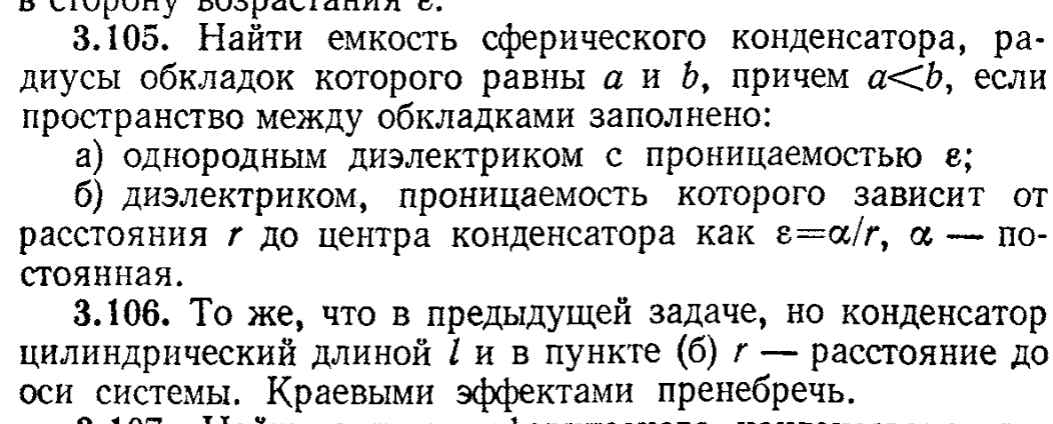 в сторону возрастания ε.
3.105. Найти емкость сферического конденсатора, ра-
диусы обкладок которого равны a и b, причем a<b, если
пространство между обкладками заполнено:
а) однородным диэлектриком с проницаемостью ε;
б) диэлектриком, проницаемость которого зависит от
расстояния r до центра конденсатора как ε=α/r, α — по-
стоянная.
3.106. То же, что в предыдущей задаче, но конденсатор
цилиндрический длиной l и в пункте (б) r — расстояние до
оси системы. Краевыми эффектами пренебречь.